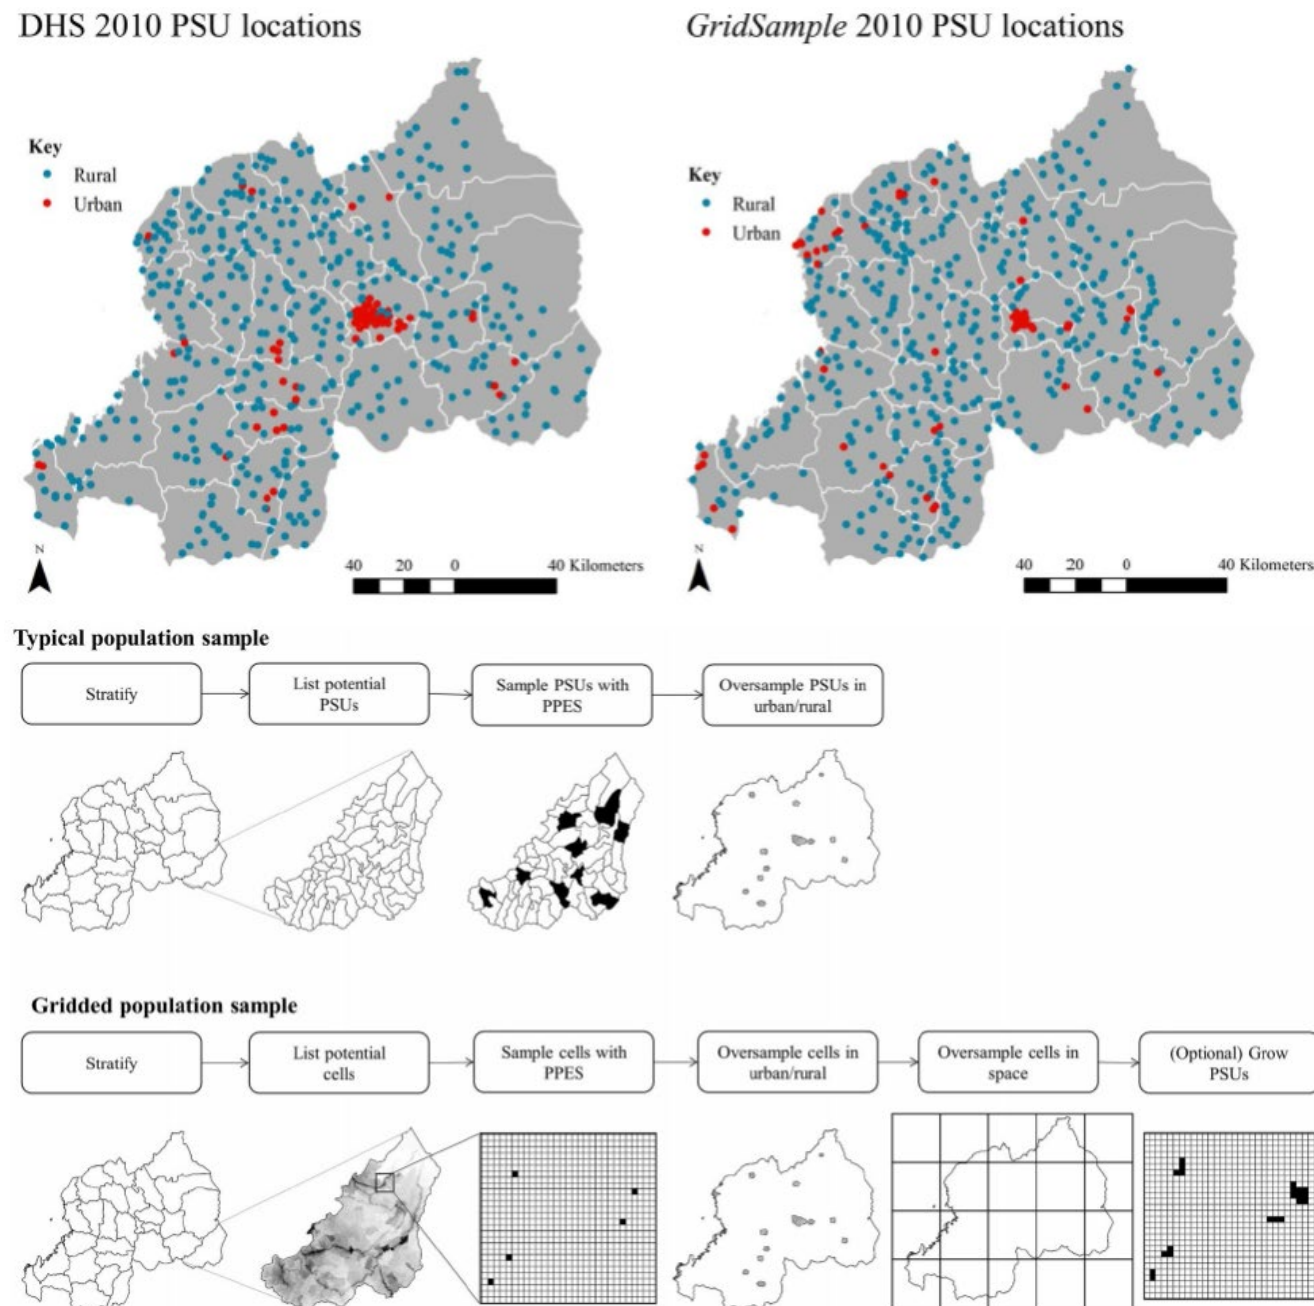 DHS 2010 PSU locations
GridSample 2010 PSU locations
Key
Rural
Urban
Key
Rural
Urban
N
40 20 0 40 Kilometers
N
40 20 0 40 Kilometers
Typical population sample
Stratify
List potential
PSUs
Sample PSUs with
PPES
Oversample PSUs in
urban/rural
Gridded population sample
Stratify
List potential
cells
Sample cells with
PPES
Oversample cells in
urban/rural
Oversample cells in
space
(Optional) Grow
PSUs